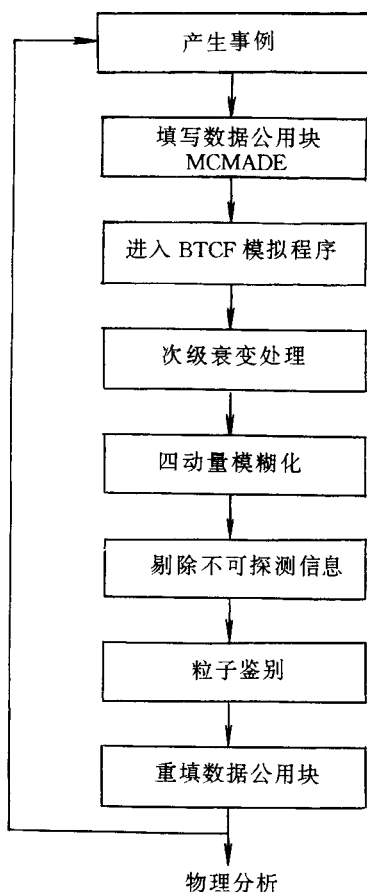 产生事例
填写数据公用块
MCMADE
进入 BTCF 模拟程序
次级衰变处理
四动量模糊化
剔除不可探测信息
粒子鉴别
重填数据公用块
物理分析